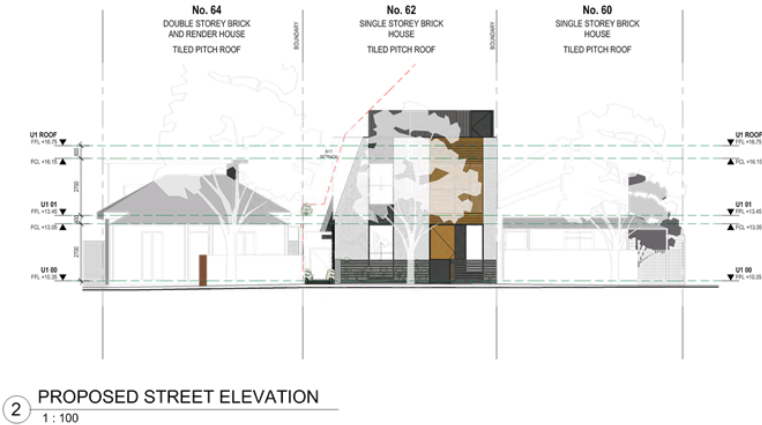 No. 64
DOUBLE STOREY BRICK
AND RENDER HOUSE
TILED PITCH ROOF
BOUNDARY
No. 62
SINGLE STOREY BRICK
HOUSE
TILED PITCH ROOF
BOUNDARY
No. 60
SINGLE STOREY BRICK
HOUSE
TILED PITCH ROOF
U1 ROOF
FFL +16.75
FCL +16.15
U1 01
FFL +13.45
FCL +13.05
U1 00
FFL +10.35
600
2700
2700
SETBACK
U1 ROOF
FFL +16.75
FCL +16.15
U1 01
FFL +13.45
FCL +13.05
U1 00
FFL +10.35
2
PROPOSED STREET ELEVATION
1 : 100